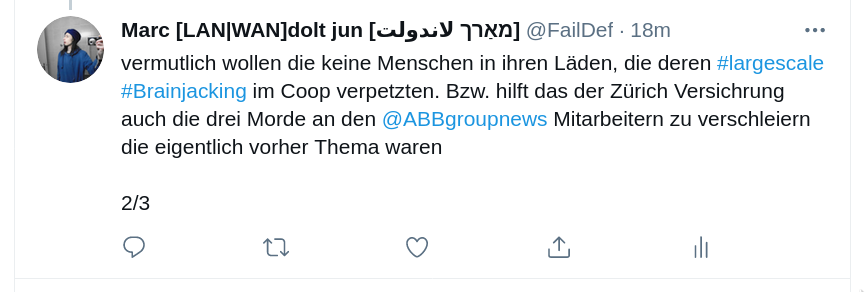 Marc [LAN|WAN]dolt jun [מאַרך لاندولت] @FailDef · 18m
vermutlich wollen die keine Menschen in ihren Läden, die deren #largescale
#Brainjacking im Coop verpetzten. Bzw. hilft das der Zürich Versichrung
auch die drei Morde an den @ABBgroupnews Mitarbeitern zu verschleiern
die eigentlich vorher Thema waren
2/3